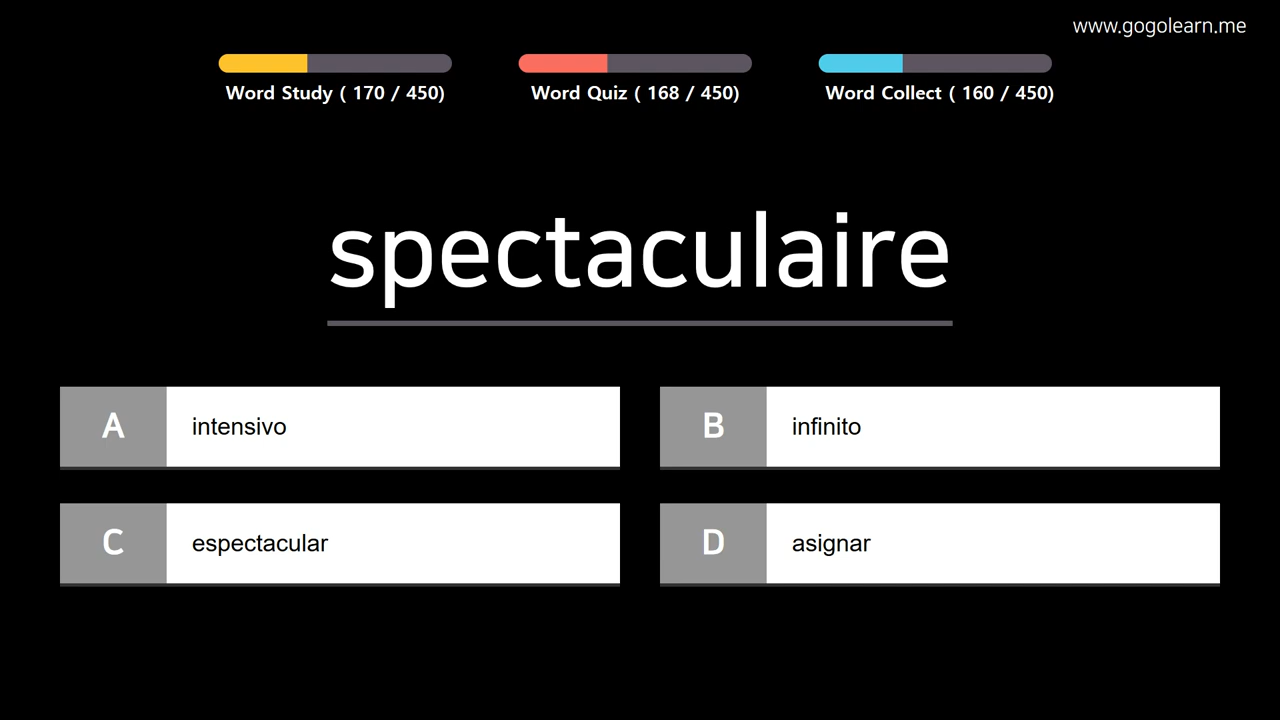 www.gogolearn.me
Word Study ( 170 / 450)
Word Quiz ( 168 / 450)
Word Collect ( 160 / 450)
spectaculaire
A intensivo
B infinito
C espectacular
D asignar